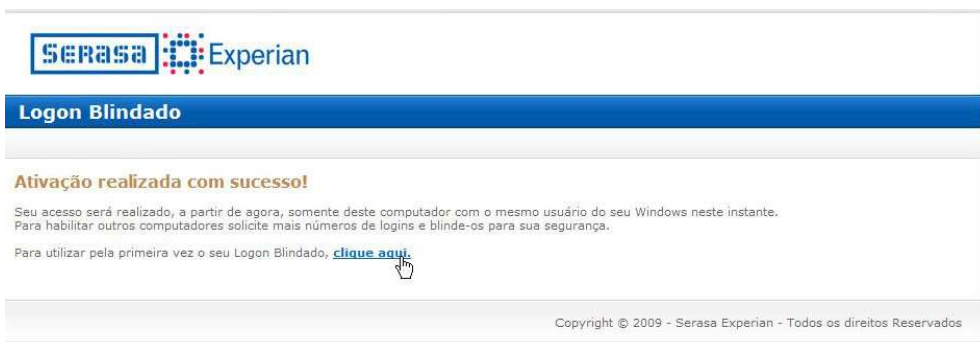 SERASA Experian
Logon Blindado
Ativação realizada com sucesso!
Seu acesso será realizado, a partir de agora, somente deste computador com o mesmo usuário do seu Windows neste instante.
Para habilitar outros computadores solicite mais números de logins e blinde-os para sua segurança.
Para utilizar pela primeira vez o seu Logon Blindado, clique aqui.
Copyright © 2009 - Serasa Experian - Todos os direitos Reservados